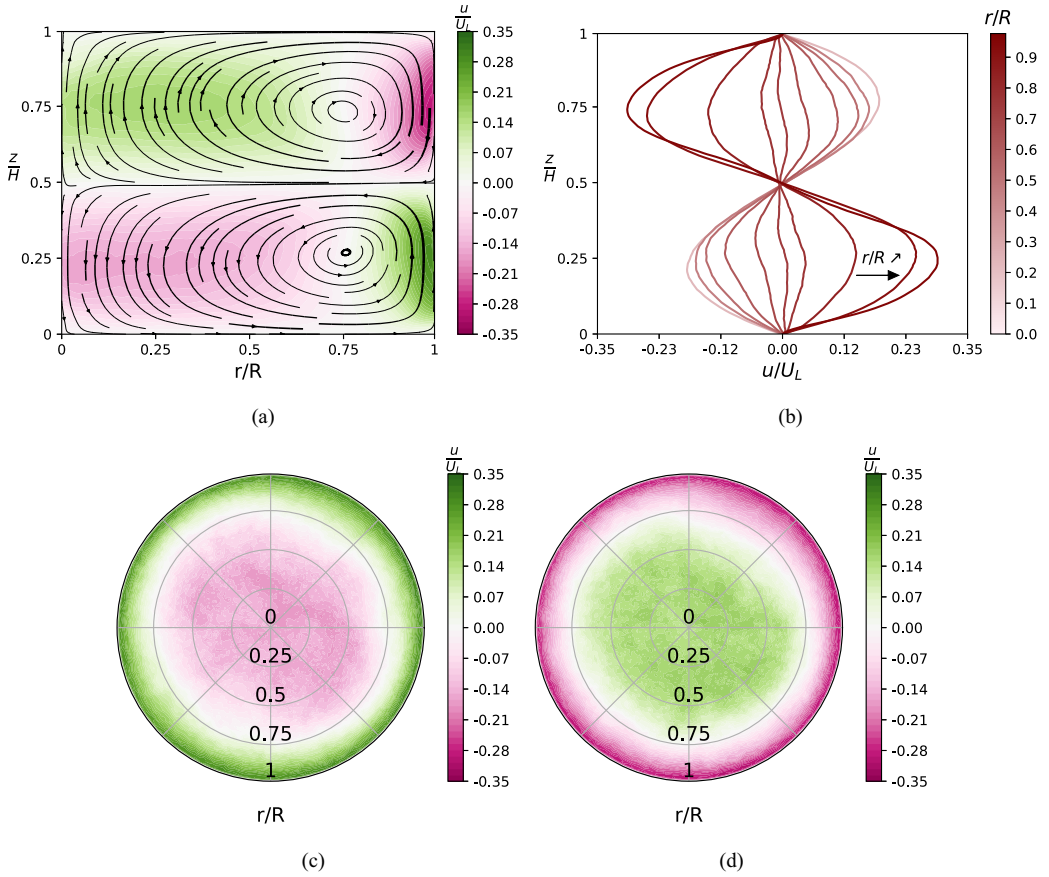 u
U_L
1
0.75
z
H
0.5
0.25
0
0 0.25 0.5 0.75 1
r/R
0.35
0.28
0.21
0.14
0.07
0.00
-0.07
-0.14
-0.21
-0.28
-0.35
(a)
r/R
1
0.75
z
H
0.5
0.25
0
r/R ↗
-0.35 -0.23 -0.12 0.00 0.12 0.23 0.35
u/U_L
0.9
0.8
0.7
0.6
0.5
0.4
0.3
0.2
0.1
0.0
(b)
0
0.25
0.5
0.75
1
r/R
u
U_L
0.35
0.28
0.21
0.14
0.07
0.00
-0.07
-0.14
-0.21
-0.28
-0.35
(c)
0
0.25
0.5
0.75
1
r/R
u
U_L
0.35
0.28
0.21
0.14
0.07
0.00
-0.07
-0.14
-0.21
-0.28
-0.35
(d)